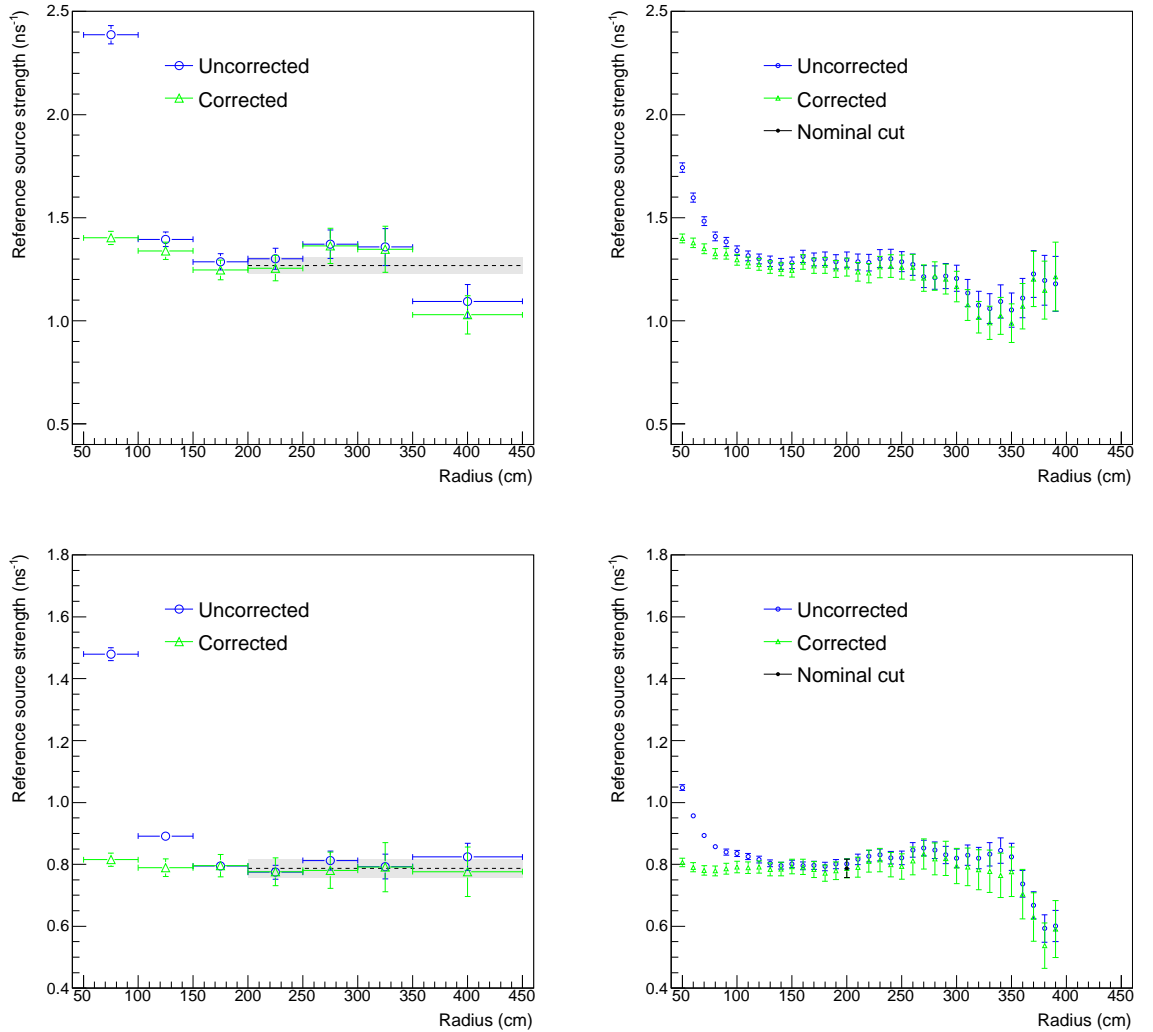 Reference source strength (ns⁻¹)
2.5
2.0
1.5
1.0
0.5
Uncorrected
Corrected
50 100 150 200 250 300 350 400 450
Radius (cm)
Reference source strength (ns⁻¹)
2.5
2.0
1.5
1.0
0.5
Uncorrected
Corrected
Nominal cut
50 100 150 200 250 300 350 400 450
Radius (cm)
Reference source strength (ns⁻¹)
1.8
1.6
1.4
1.2
1.0
0.8
0.6
0.4
Uncorrected
Corrected
50 100 150 200 250 300 350 400 450
Radius (cm)
Reference source strength (ns⁻¹)
1.8
1.6
1.4
1.2
1.0
0.8
0.6
0.4
Uncorrected
Corrected
Nominal cut
50 100 150 200 250 300 350 400 450
Radius (cm)